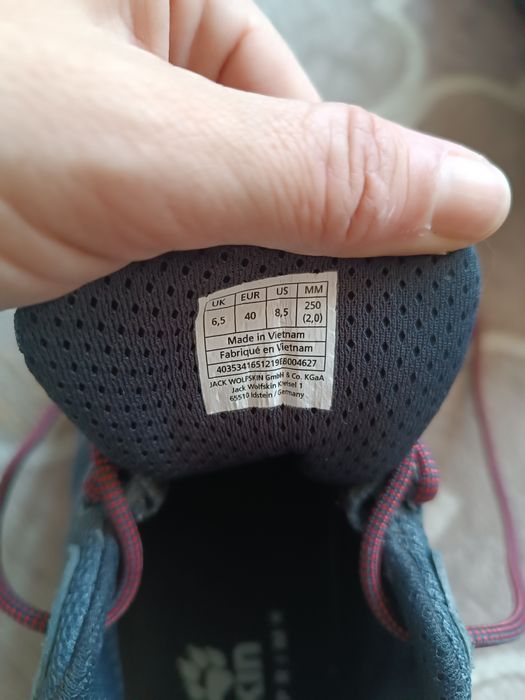 UK EUR US MM
6,5 40 8,5 250 (2,0)
Made in Vietnam
Fabriqué en Vietnam
JACK WOLFSKIN GmbH & Co. KGaA
Jack Wolfskin Kreisel 1
65510 Idstein / Germany
kin